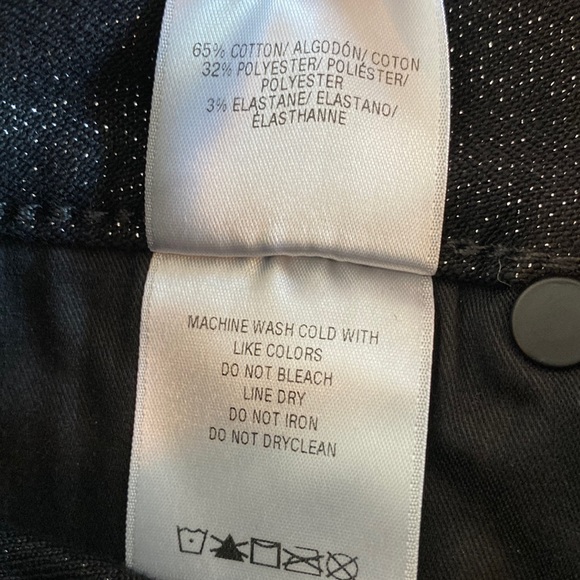 65% COTTON/ ALGODÓN/ COTON
32% POLYESTER/ POLIÉSTER/
POLYESTER
3% ELASTANE/ ELASTANO/
ÉLASTHANNE
MACHINE WASH COLD WITH
LIKE COLORS
DO NOT BLEACH
LINE DRY
DO NOT IRON
DO NOT DRYCLEAN